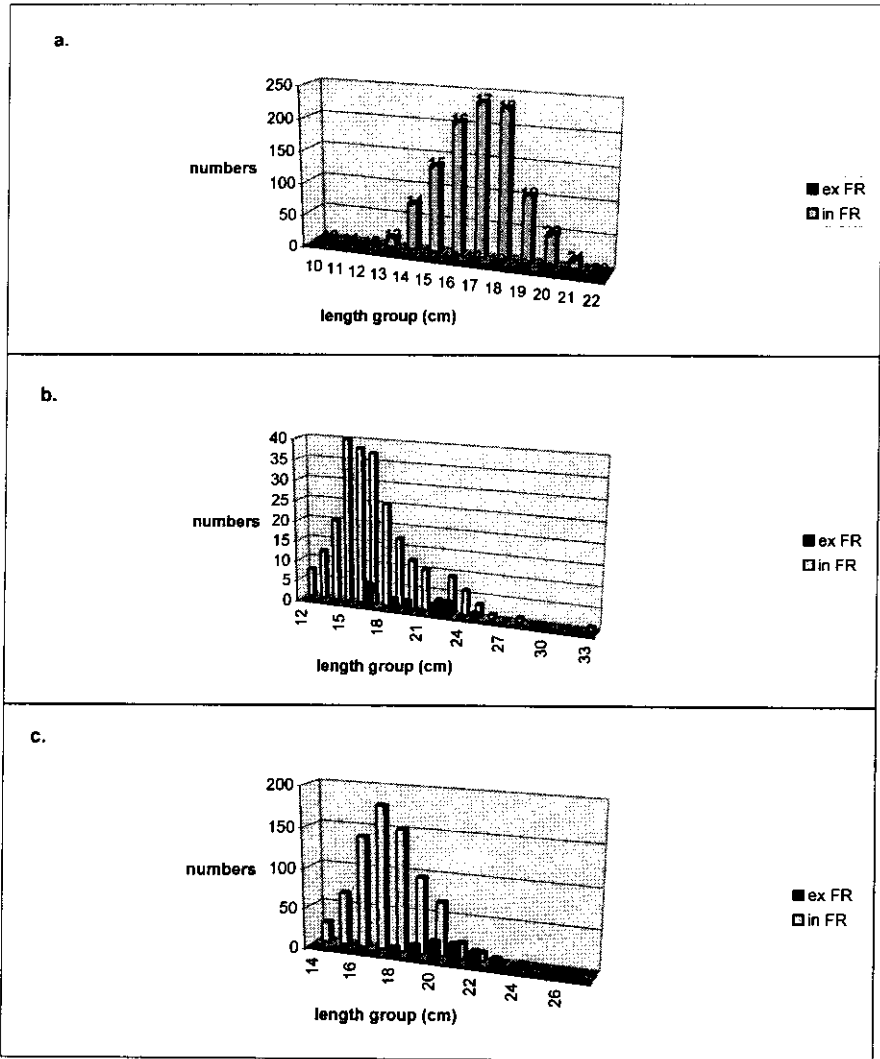 a.
250
200
150
100
50
0
numbers
10 11 12 13 14 15 16 17 18 19 20 21 22
length group (cm)
ex FR
in FR
b.
40
35
30
25
20
15
10
5
0
numbers
12 15 18 21 24 27 30 33
length group (cm)
ex FR
in FR
c.
200
150
100
50
0
numbers
14 16 18 20 22 24 26
length group (cm)
ex FR
in FR